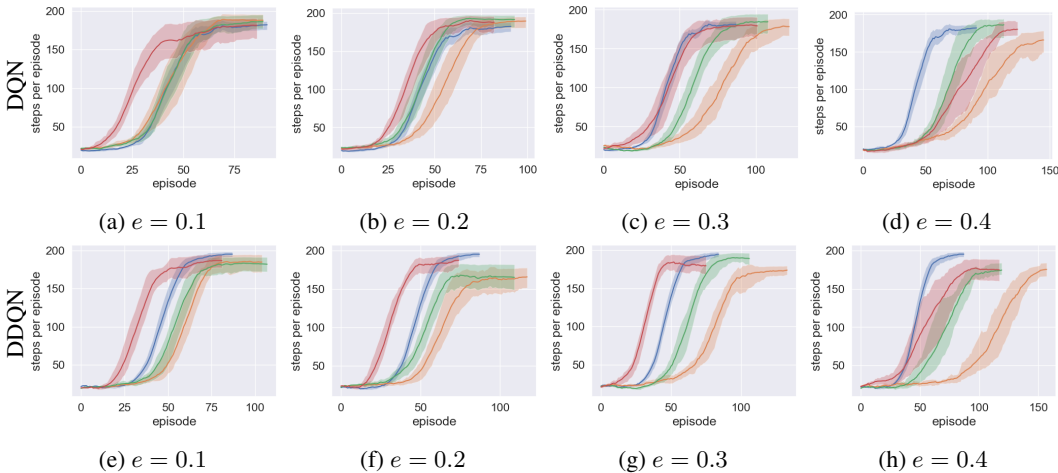 DQN
steps per episode
200
150
100
50
0 25 50 75
episode
(a) e = 0.1
steps per episode
200
150
100
50
0 25 50 75 100
episode
(b) e = 0.2
steps per episode
200
150
100
50
0 50 100
episode
(c) e = 0.3
steps per episode
200
150
100
50
0 50 100 150
episode
(d) e = 0.4
DDQN
steps per episode
200
150
100
50
0 25 50 75 100
episode
(e) e = 0.1
steps per episode
200
150
100
50
0 50 100
episode
(f) e = 0.2
steps per episode
200
150
100
50
0 50 100
episode
(g) e = 0.3
steps per episode
200
150
100
50
0 50 100 150
episode
(h) e = 0.4